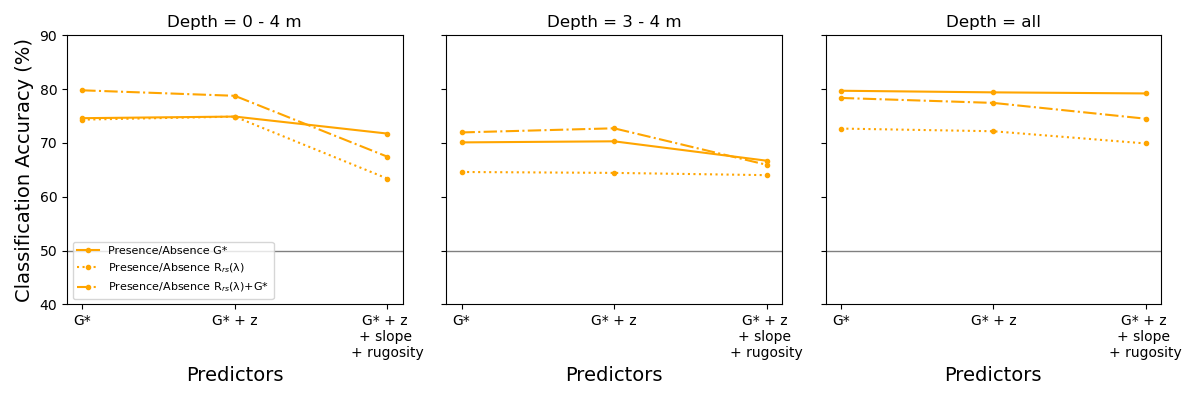 Depth = 0 - 4 m
Depth = 3 - 4 m
Depth = all
Classification Accuracy (%)
90
80
70
60
50
40
Presence/Absence G*
Presence/Absence Rrs(λ)
Presence/Absence Rrs(λ)+G*
G*
G* + z
G* + z
+ slope
+ rugosity
G*
G* + z
G* + z
+ slope
+ rugosity
G*
G* + z
G* + z
+ slope
+ rugosity
Predictors
Predictors
Predictors